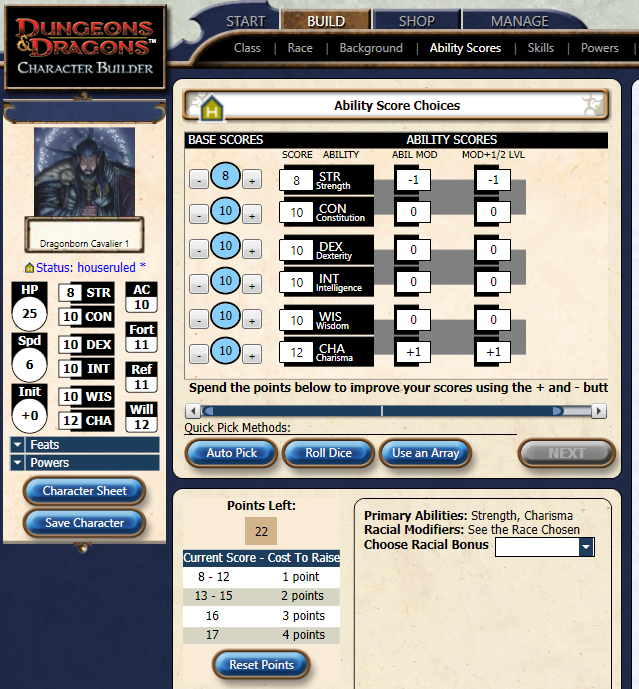 DUNGEONS
& DRAGONS™
CHARACTER BUILDER
START BUILD SHOP MANAGE
Class | Race | Background | Ability Scores | Skills | Powers |
Dragonborn Cavalier 1
Status: houseruled *
HP 8 STR AC
25 10 CON 10
Fort
Spd 10 DEX 11
6 10 INT Ref
11
Init 10 WIS Will
+0 12 CHA 12
Feats
Powers
Character Sheet
Save Character
H
Ability Score Choices
BASE SCORES ABILITY SCORES
SCORE ABILITY ABIL MOD MOD+1/2 LVL
- 8 + 8 STR -1 -1
Strength
- 10 + 10 CON 0 0
Constitution
- 10 + 10 DEX 0 0
Dexterity
- 10 + 10 INT 0 0
Intelligence
- 10 + 10 WIS 0 0
Wisdom
- 10 + 12 CHA +1 +1
Charisma
Spend the points below to improve your scores using the + and - butt
Quick Pick Methods:
Auto Pick Roll Dice Use an Array NEXT
Points Left:
22
Current Score - Cost To Raise
8 - 12 1 point
13 - 15 2 points
16 3 points
17 4 points
Reset Points
Primary Abilities: Strength, Charisma
Racial Modifiers: See the Race Chosen
Choose Racial Bonus